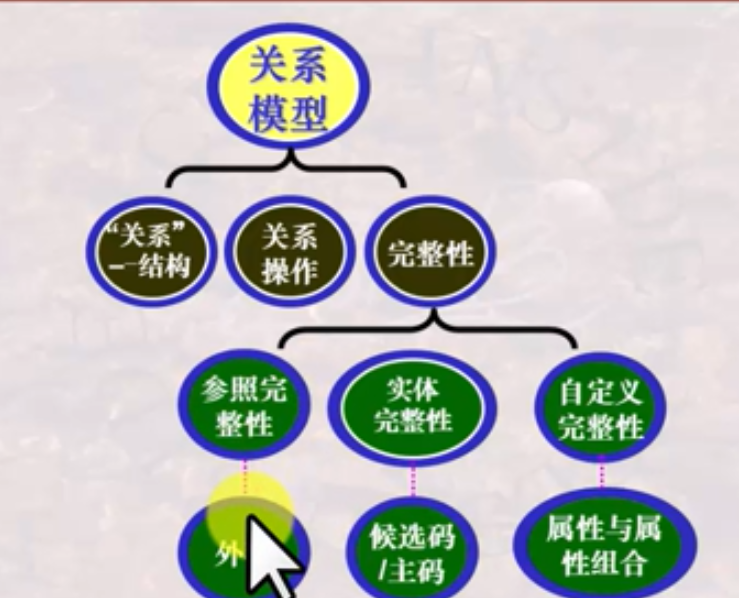 关系
模型
“关系”
--结构
关系
操作
完整性
参照完
整性
实体
完整性
自定义
完整性
外
候选码
/主码
属性与属
性组合